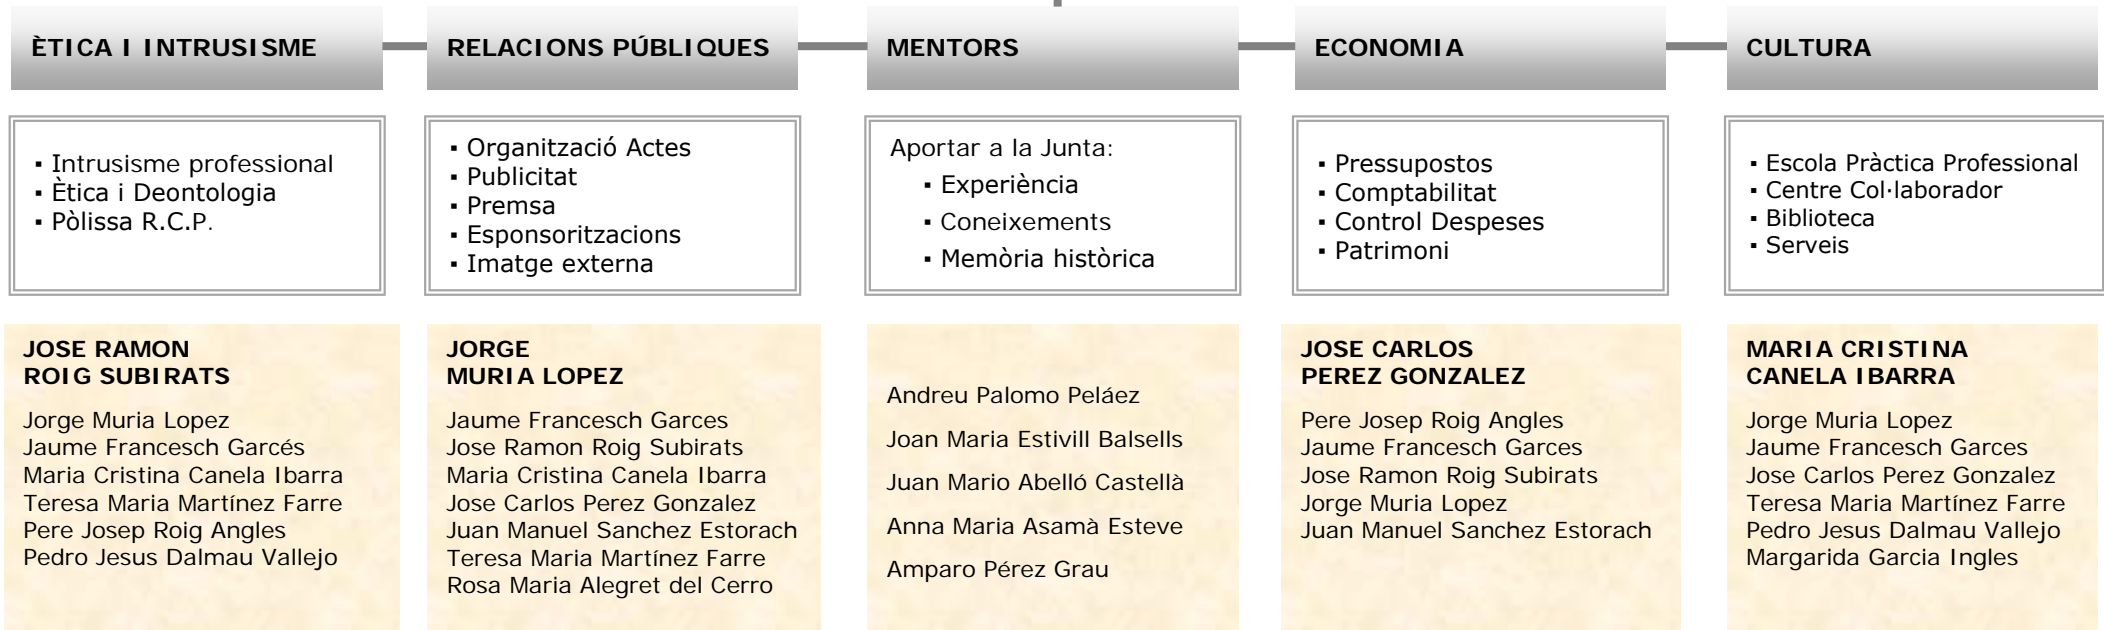 ÈTICA I INTRUSISME
RELACIONS PÚBLIQUES
MENTORS
ECONOMIA
CULTURA
▪ Intrusisme professional
▪ Ètica i Deontologia
▪ Pòlissa R.C.P.
▪ Organització Actes
▪ Publicitat
▪ Premsa
▪ Esponsoritzacions
▪ Imatge externa
Aportar a la Junta:
▪ Experiència
▪ Coneixements
▪ Memòria històrica
▪ Pressupostos
▪ Comptabilitat
▪ Control Despeses
▪ Patrimoni
▪ Escola Pràctica Professional
▪ Centre Col·laborador
▪ Biblioteca
▪ Serveis
JOSE RAMON
ROIG SUBIRATS
Jorge Muria Lopez
Jaume Francesch Garcés
Maria Cristina Canela Ibarra
Teresa Maria Martínez Farre
Pere Josep Roig Angles
Pedro Jesus Dalmau Vallejo
JORGE
MURIA LOPEZ
Jaume Francesch Garces
Jose Ramon Roig Subirats
Maria Cristina Canela Ibarra
Jose Carlos Perez Gonzalez
Juan Manuel Sanchez Estorach
Teresa Maria Martínez Farre
Rosa Maria Alegret del Cerro
Andreu Palomo Peláez
Joan Maria Estivill Balsells
Juan Mario Abelló Castellà
Anna Maria Asamà Esteve
Amparo Pérez Grau
JOSE CARLOS
PEREZ GONZALEZ
Pere Josep Roig Angles
Jaume Francesch Garces
Jose Ramon Roig Subirats
Jorge Muria Lopez
Juan Manuel Sanchez Estorach
MARIA CRISTINA
CANELA IBARRA
Jorge Muria Lopez
Jaume Francesch Garces
Jose Carlos Perez Gonzalez
Teresa Maria Martínez Farre
Pedro Jesus Dalmau Vallejo
Margarida Garcia Ingles